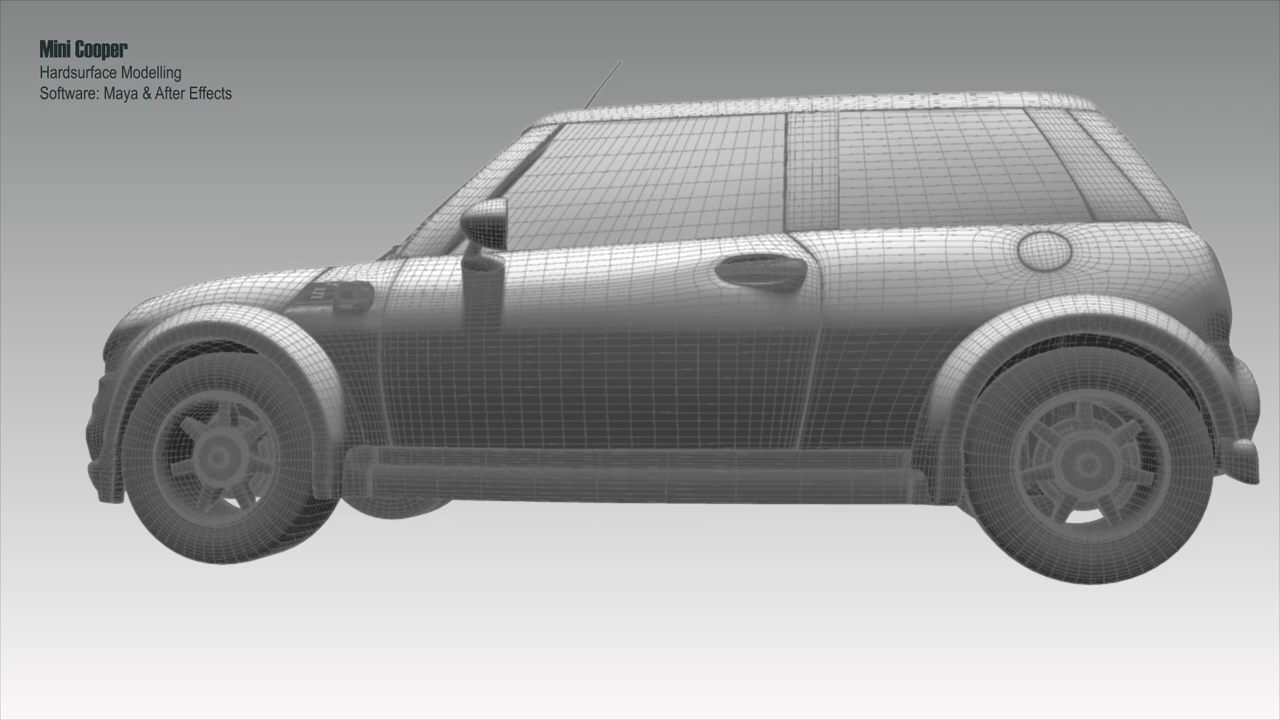 Mini Cooper
Hardsurface Modelling
Software: Maya & After Effects
S